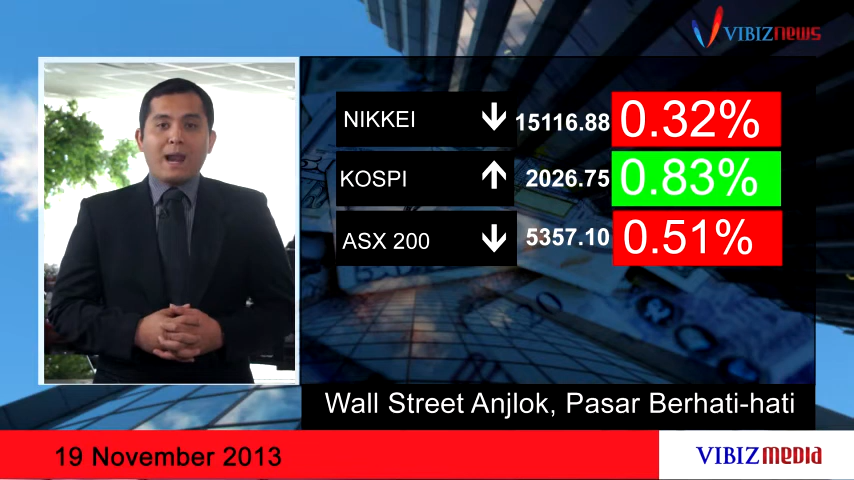 VIBIZNEWS
NIKKEI 15116.88 0.32%
KOSPI 2026.75 0.83%
ASX 200 5357.10 0.51%
Wall Street Anjlok, Pasar Berhati-hati
19 November 2013
VIBIZMEDIA